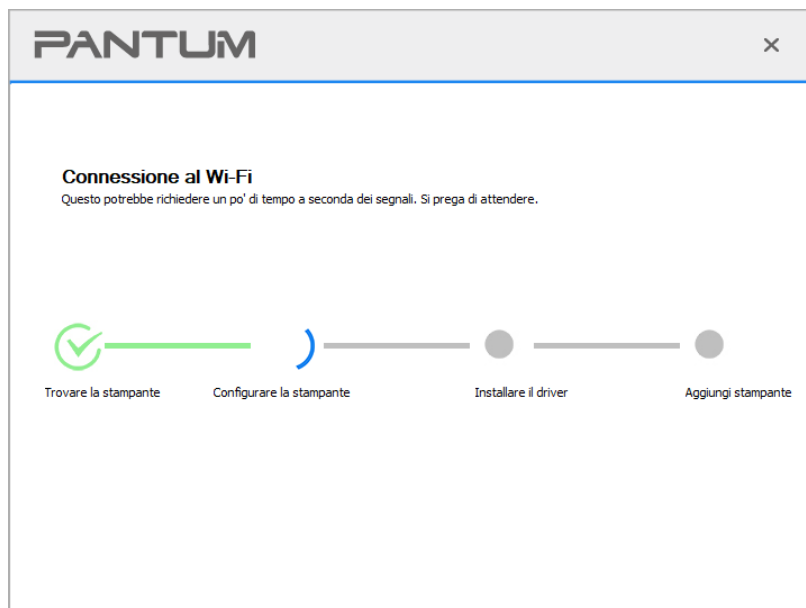 PANTUM
Connessione al Wi-Fi
Questo potrebbe richiedere un po' di tempo a seconda dei segnali. Si prega di attendere.
Trovare la stampante
Configurare la stampante
Installare il driver
Aggiungi stampante